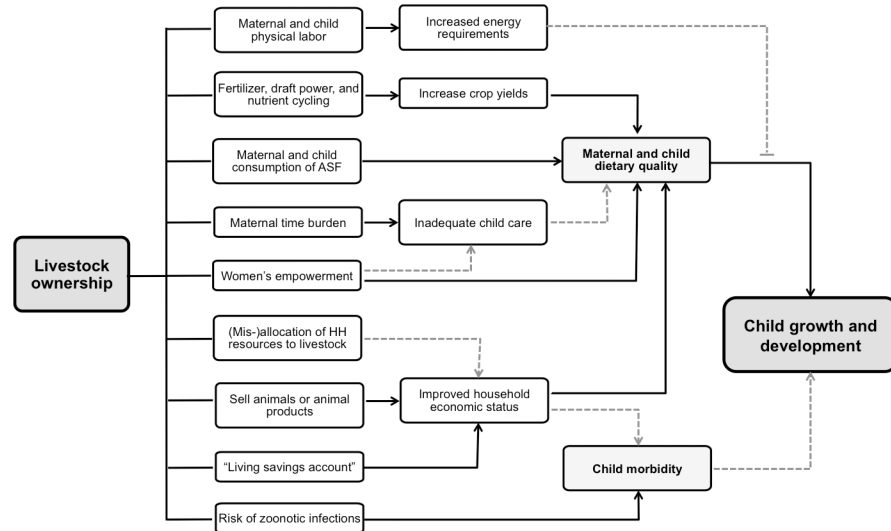 Maternal and child
physical labor
Increased energy
requirements
Fertilizer, draft power, and
nutrient cycling
Increase crop yields
Maternal and child
consumption of ASF
Maternal and child
dietary quality
Maternal time burden
Inadequate child care
Livestock
ownership
Women's empowerment
(Mis-)allocation of HH
resources to livestock
Child growth and
development
Sell animals or animal
products
Improved household
economic status
"Living savings account"
Child morbidity
Risk of zoonotic infections